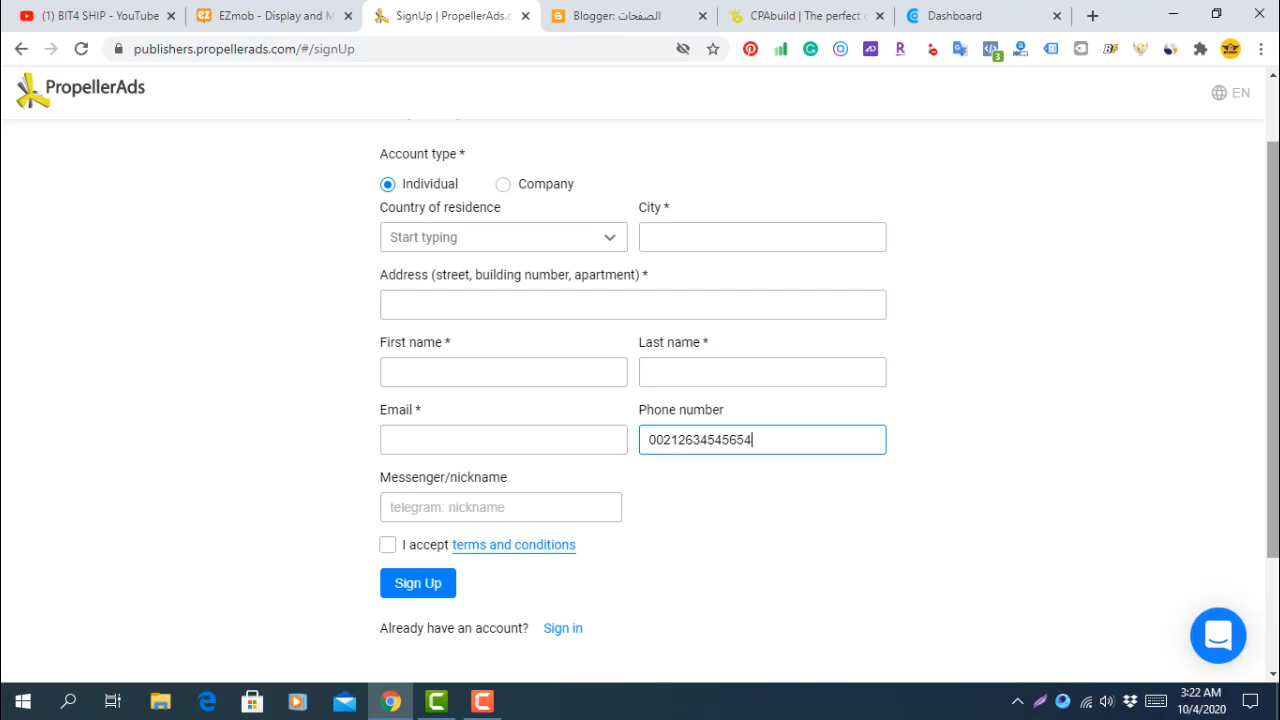 (1) BIT4 SHIP - YouTube
EZmob - Display and M
SignUp | PropellerAds.c
Blogger: الصفحات
CPAbuild | The perfect c
Dashboard
publishers.propellerads.com/#/signUp
3
PropellerAds
EN
Account type *
Individual
Company
Country of residence
City *
Start typing
Address (street, building number, apartment) *
First name *
Last name *
Email *
Phone number
00212634545654
Messenger/nickname
telegram: nickname
I accept terms and conditions
Sign Up
Already have an account? Sign in
3:22 AM
10/4/2020